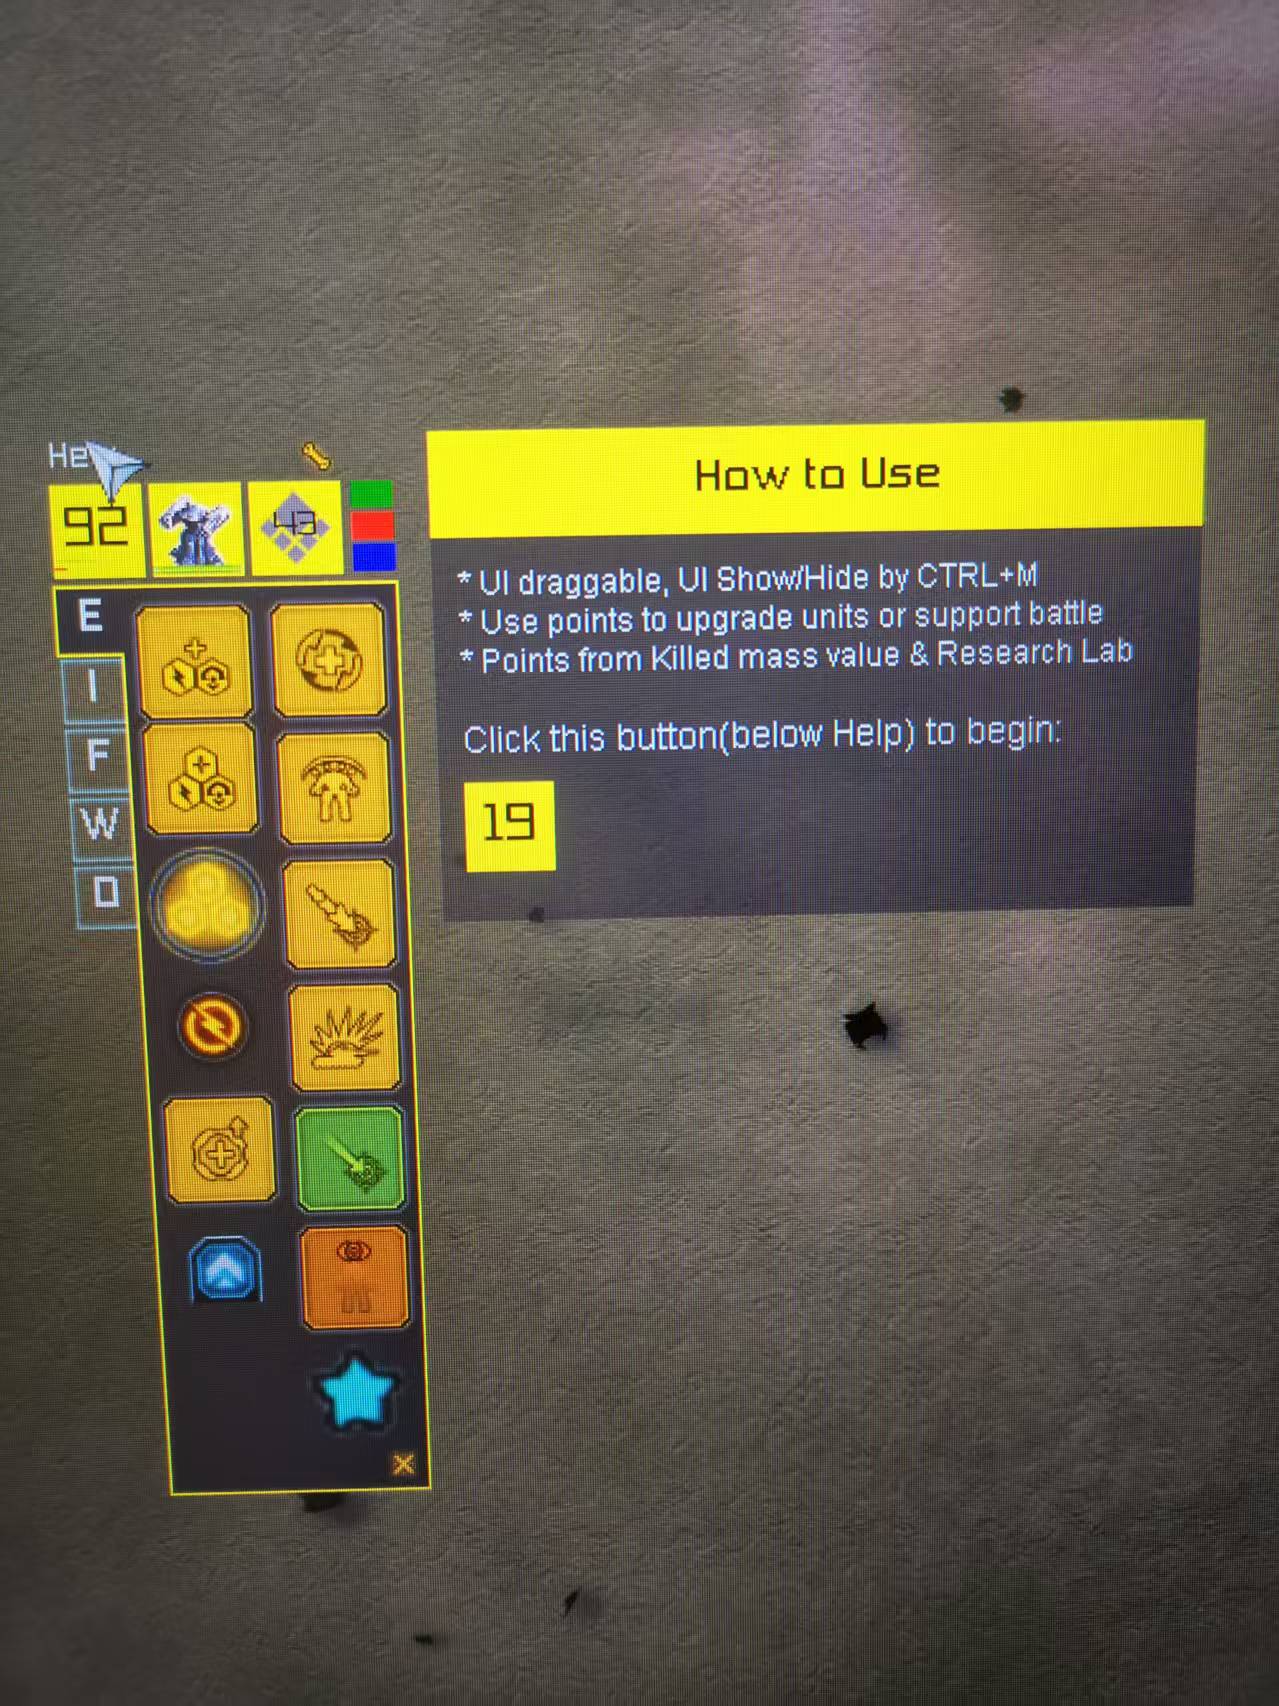 92
43
E
I
F
W
O
How to Use
* UI draggable, UI Show/Hide by CTRL+M
* Use points to upgrade units or support battle
* Points from Killed mass value & Research Lab
Click this button(below Help) to begin:
19